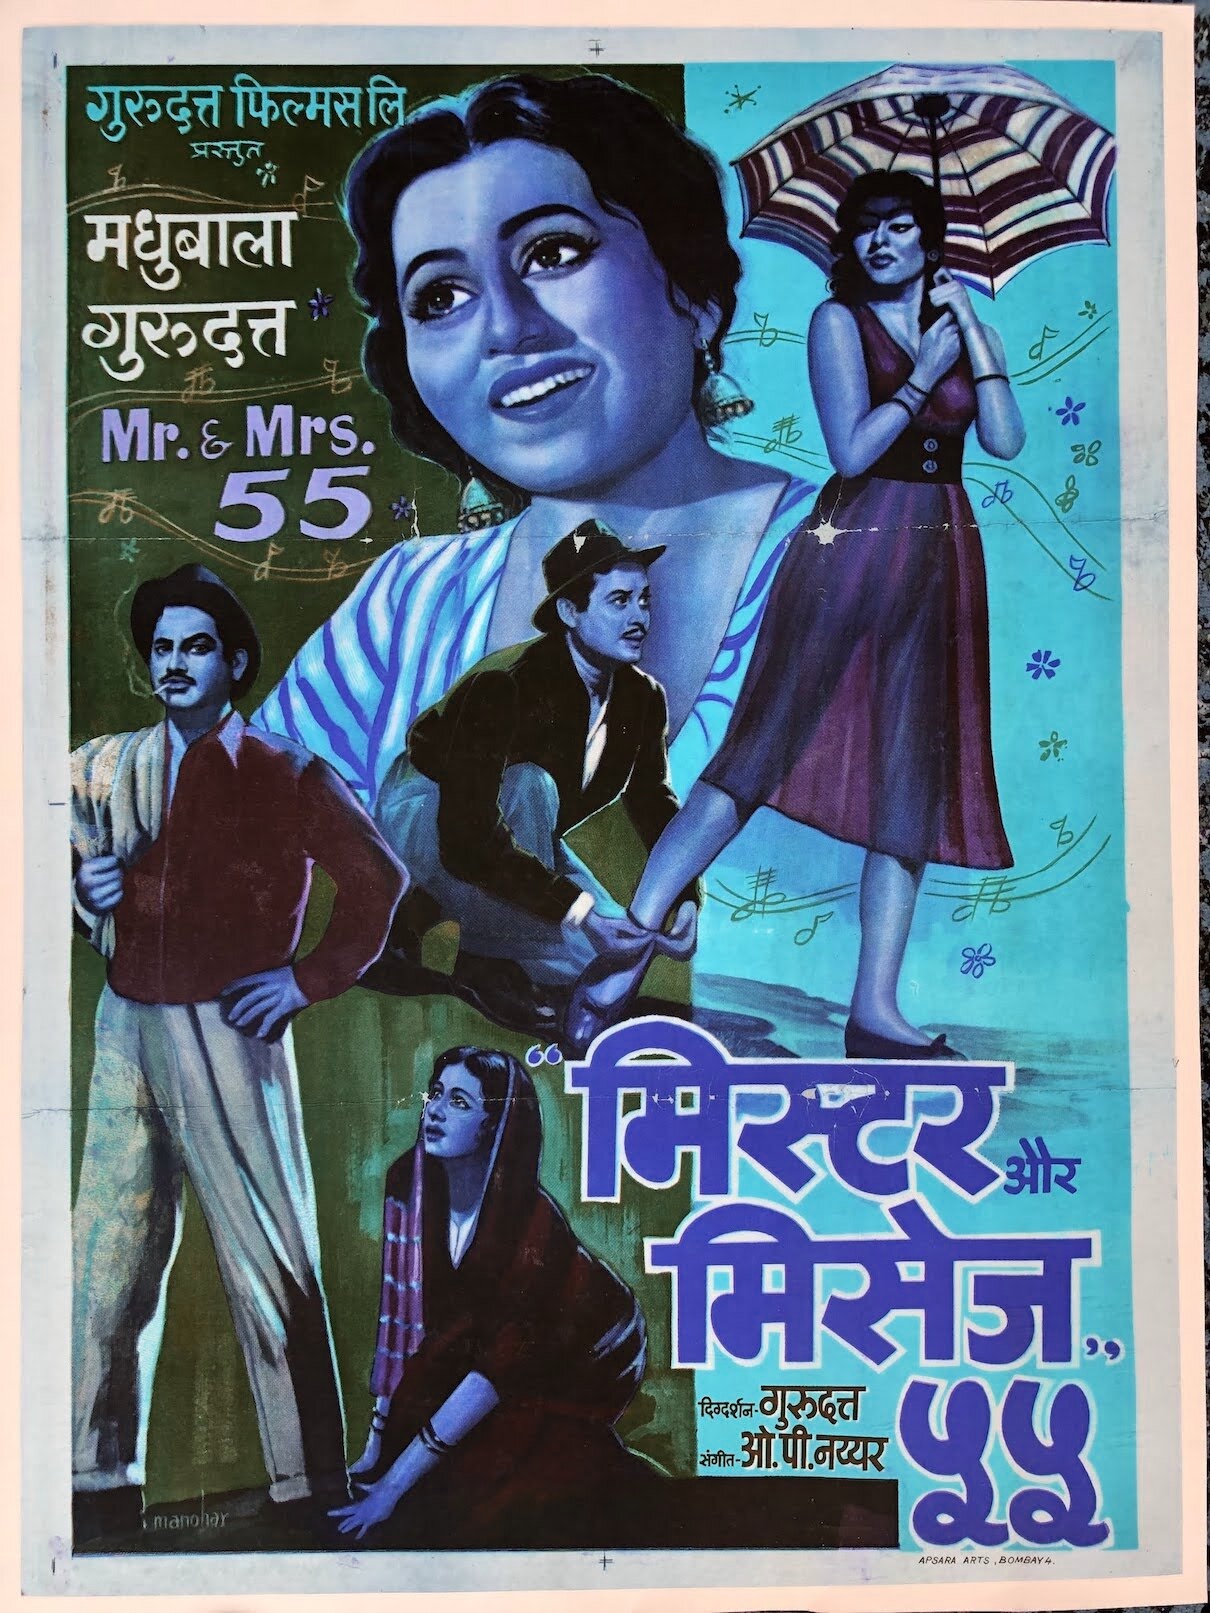 गुरुदत्त फिल्मस लि
प्रस्तुत
मधुबाला
गुरुदत्त
Mr. & Mrs.
55
“मिस्टर और
मिसेज”
५५
दिग्दर्शन-गुरुदत्त
संगीत-ओ.पी.नय्यर
manohar
APSARA ARTS, BOMBAY 4.